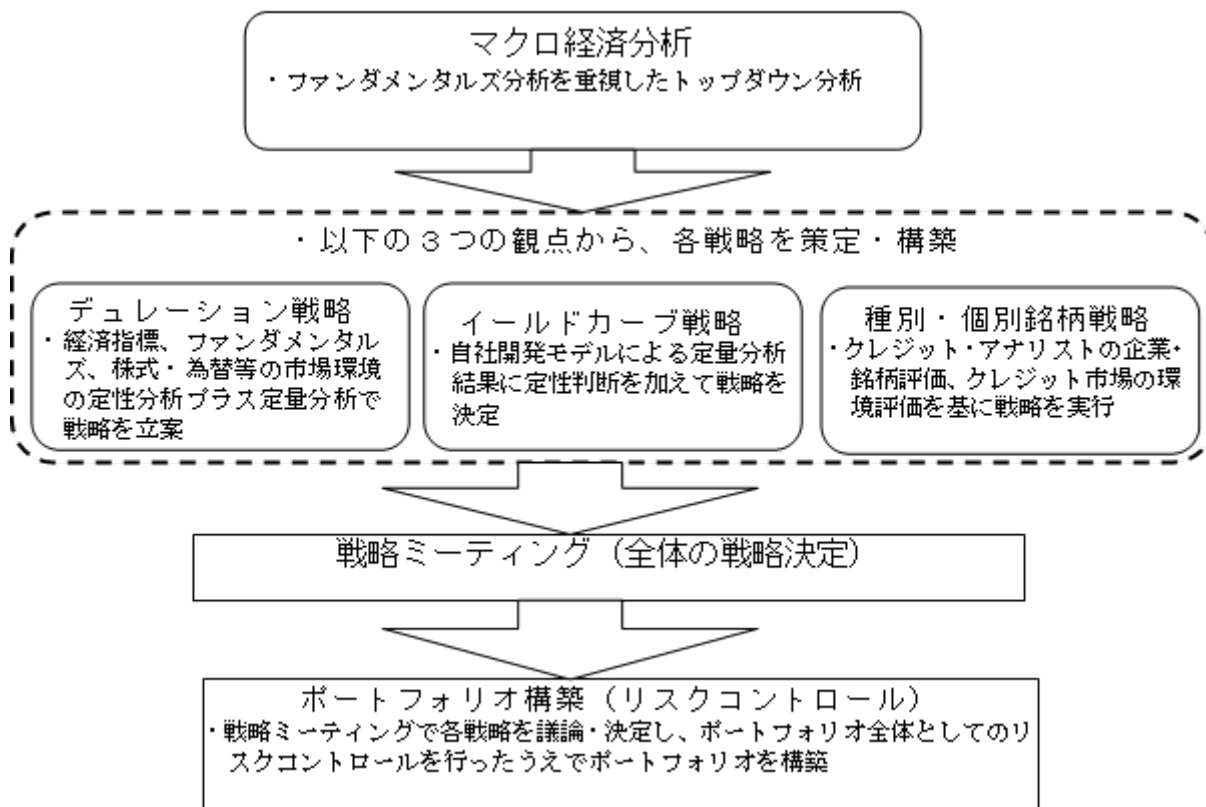 マクロ経済分析
・ファンダメンタルズ分析を重視したトップダウン分析
・以下の３つの観点から、各戦略を策定・構築
デュレーション戦略
・経済指標、ファンダメンタル
ズ、株式・為替等の市場環境
の定性分析プラス定量分析で
戦略を立案
イールドカーブ戦略
・自社開発モデルによる定量分析
結果に定性判断を加えて戦略を
決定
種別・個別銘柄戦略
・クレジット・アナリストの企業・
銘柄評価、クレジット市場の環
境評価を基に戦略を実行
戦略ミーティング（全体の戦略決定）
ポートフォリオ構築（リスクコントロール）
・戦略ミーティングで各戦略を議論・決定し、ポートフォリオ全体としてのリ
スクコントロールを行ったうえでポートフォリオを構築